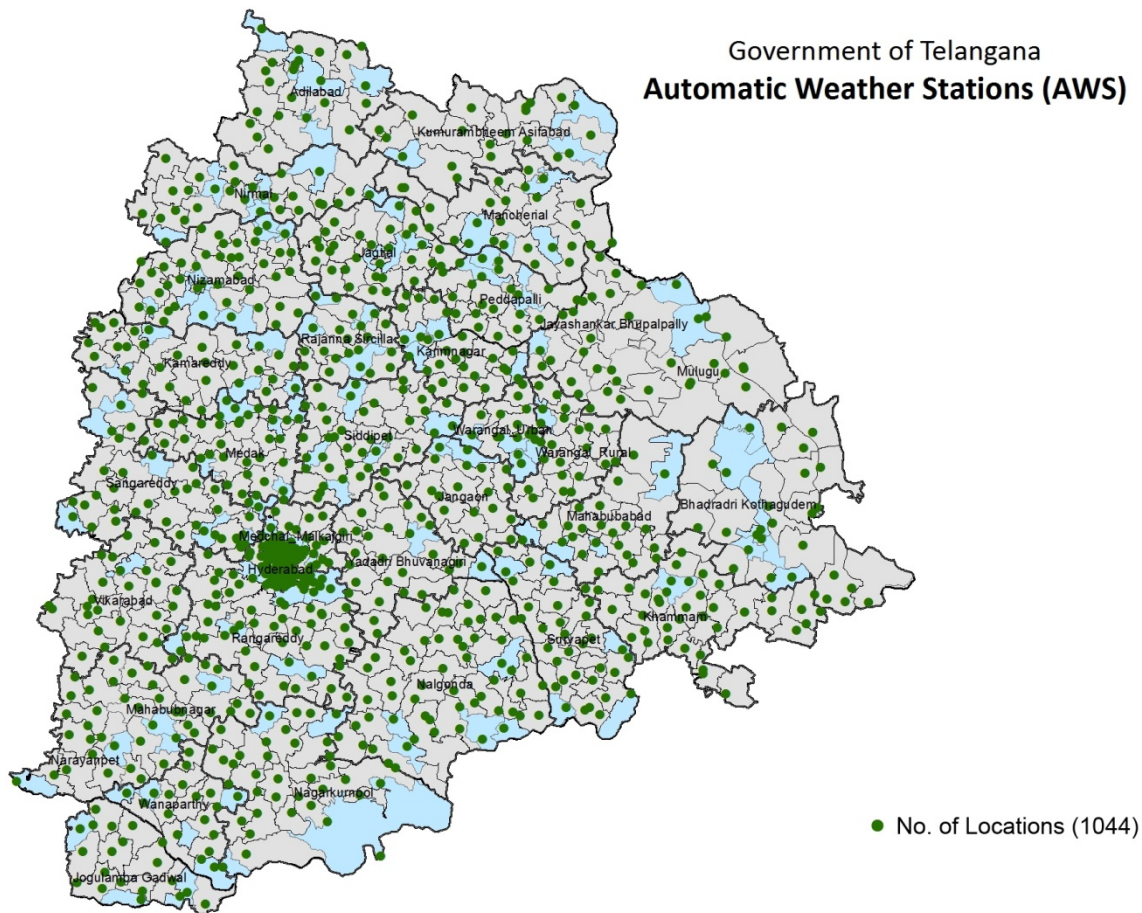 Government of Telangana
Automatic Weather Stations (AWS)
Adilabad
Kumurambheem Asifabad
Nirmal
Mancherial
Jagtial
Nizamabad
Peddapalli
Jayashankar Bhupalpally
Rajanna Sircilla
Karimnagar
Kamareddy
Mulugu
Siddipet
Warangal_Urban
Medak
Warangal_Rural
Sangareddy
Jangaon
Bhadradri Kothagudem
Mahabubabad
Medchal_Malkajgiri
Yadadri Bhuvanagiri
Hyderabad
Vikarabad
Khammam
Rangareddy
Suryapet
Nalgonda
Mahabubnagar
Narayanpet
Nagarkurnool
Wanaparthy
No. of Locations (1044)
Jogulamba Gadwal